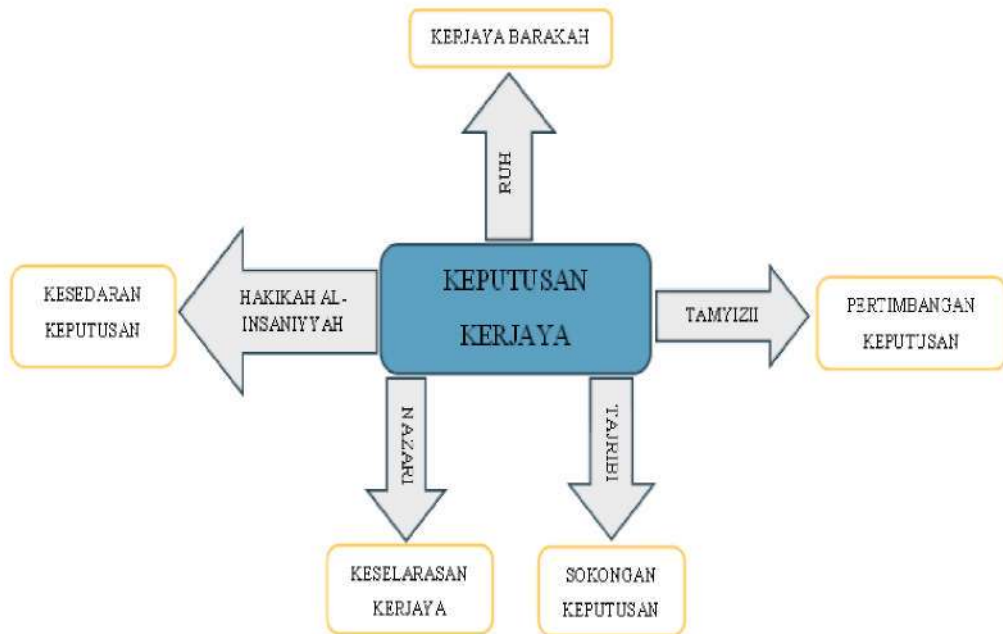 KERJAYA BARAKAH
RUH
KESEDARAN
KEPUTUSAN
HAKIKAH AL-
INSANIYYAH
KEPUTUSAN
KERJAYA
TAMYIZII
PERTIMBANGAN
KEPUTUSAN
NAZARI
TAJRIBI
KESELARASAN
KERJAYA
SOKONGAN
KEPUTUSAN